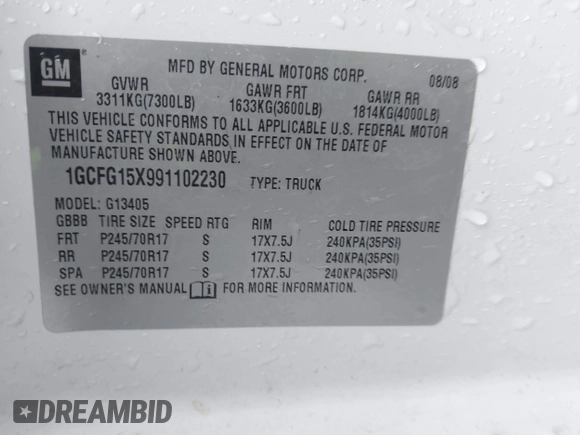 GM
MFD BY GENERAL MOTORS CORP. 08/08
GVWR GAWR FRT GAWR RR
3311KG(7300LB) 1633KG(3600LB) 1814KG(4000LB)
THIS VEHICLE CONFORMS TO ALL APPLICABLE U.S. FEDERAL MOTOR
VEHICLE SAFETY STANDARDS IN EFFECT ON THE DATE OF
MANUFACTURE SHOWN ABOVE.
1GCFG15X991102230 TYPE: TRUCK
MODEL: G13405
GBBB TIRE SIZE SPEED RTG RIM COLD TIRE PRESSURE
FRT P245/70R17 S 17X7.5J 240KPA(35PSI)
RR P245/70R17 S 17X7.5J 240KPA(35PSI)
SPA P245/70R17 S 17X7.5J 240KPA(35PSI)
SEE OWNER'S MANUAL i FOR MORE INFORMATION.
DREAMBID